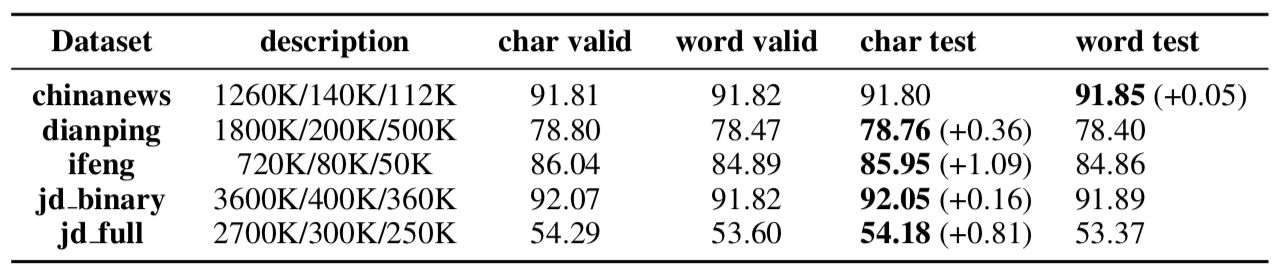 Dataset description char valid word valid char test word test
chinanews 1260K/140K/112K 91.81 91.82 91.80 91.85 (+0.05)
dianping 1800K/200K/500K 78.80 78.47 78.76 (+0.36) 78.40
ifeng 720K/80K/50K 86.04 84.89 85.95 (+1.09) 84.86
jd_binary 3600K/400K/360K 92.07 91.82 92.05 (+0.16) 91.89
jd_full 2700K/300K/250K 54.29 53.60 54.18 (+0.81) 53.37